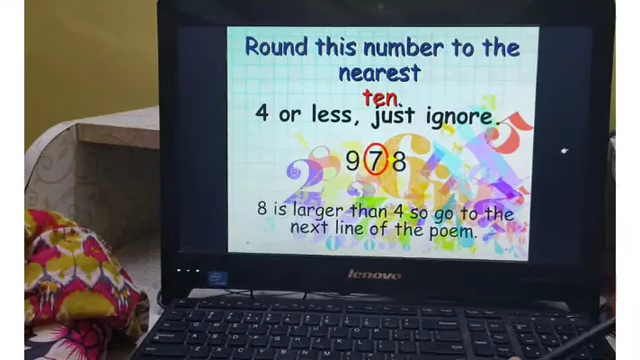 Round this number to the
nearest
ten.
4 or less, just ignore.
978
8 is larger than 4 so go to the
next line of the poem.
lenovo